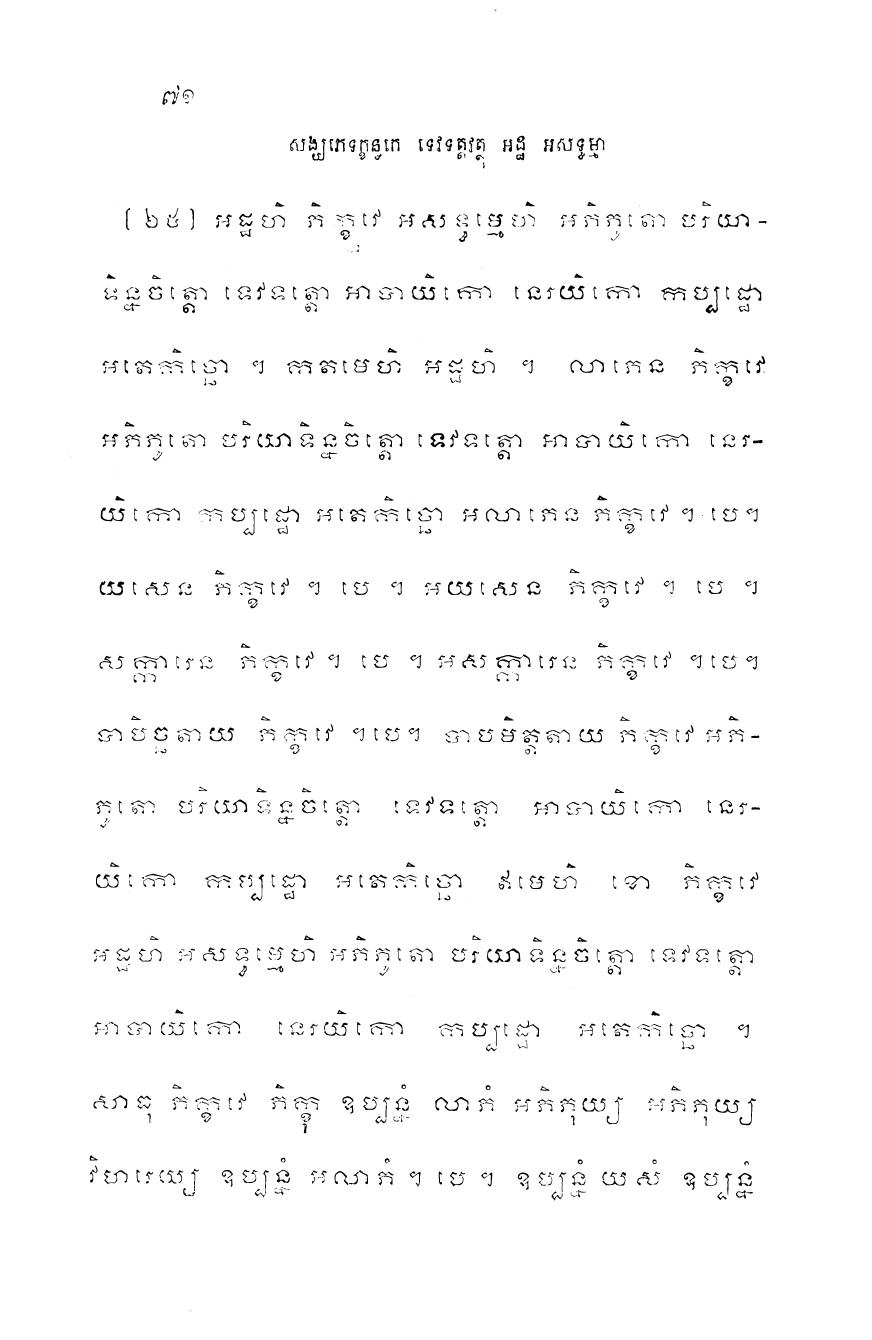 ៧១
សង្ឃភេទក្ខន្ធកេ ទេវទត្តវត្ថុ អដ្ឋ អសទ្ធម្មា
(២៥) អដ្ឋហិ ភិក្ខវេ អសទ្ធម្មេហិ អភិភូតោ បរិយា-
ទិន្នចិត្តោ ទេវទត្តោ អាបាយិកោ នេរយិកោ កប្បដ្ឋោ
អតេកិច្ឆោ ។ កតមេហិ អដ្ឋហិ ។ លាភេន ភិក្ខវេ
អភិភូតោ បរិយាទិន្នចិត្តោ ទេវទត្តោ អាបាយិកោ នេរ-
យិកោ កប្បដ្ឋោ អតេកិច្ឆោ អលាភេន ភិក្ខវេ ។ បេ ។
យសេន ភិក្ខវេ ។ បេ ។ អយសេន ភិក្ខវេ ។ បេ ។
សក្ការេន ភិក្ខវេ ។ បេ ។ អសក្ការេន ភិក្ខវេ ។ បេ ។
បាបិច្ឆតាយ ភិក្ខវេ ។ បេ ។ បាបមិត្តតាយ ភិក្ខវេ អភិ-
ភូតោ បរិយាទិន្នចិត្តោ ទេវទត្តោ អាបាយិកោ នេរ-
យិកោ កប្បដ្ឋោ អតេកិច្ឆោ ឥមេហិ ខោ ភិក្ខវេ
អដ្ឋហិ អសទ្ធម្មេហិ អភិភូតោ បរិយាទិន្នចិត្តោ ទេវទត្តោ
អាបាយិកោ នេរយិកោ កប្បដ្ឋោ អតេកិច្ឆោ ។
សាធុ ភិក្ខវេ ភិក្ខុ ឧប្បន្នំ លាភំ អភិភុយ្យ អភិភុយ្យ
វិហរេយ្យ ឧប្បន្នំ អលាភំ ។ បេ ។ ឧប្បន្នំ យសំ ឧប្បន្នំ